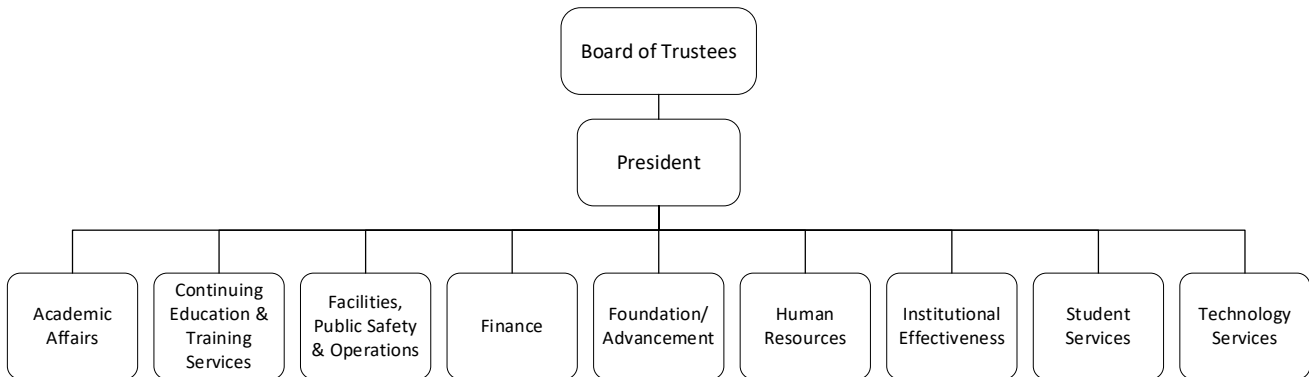 Board of Trustees
President
Academic
Affairs
Continuing
Education &
Training
Services
Facilities,
Public Safety
& Operations
Finance
Foundation/
Advancement
Human
Resources
Institutional
Effectiveness
Student
Services
Technology
Services